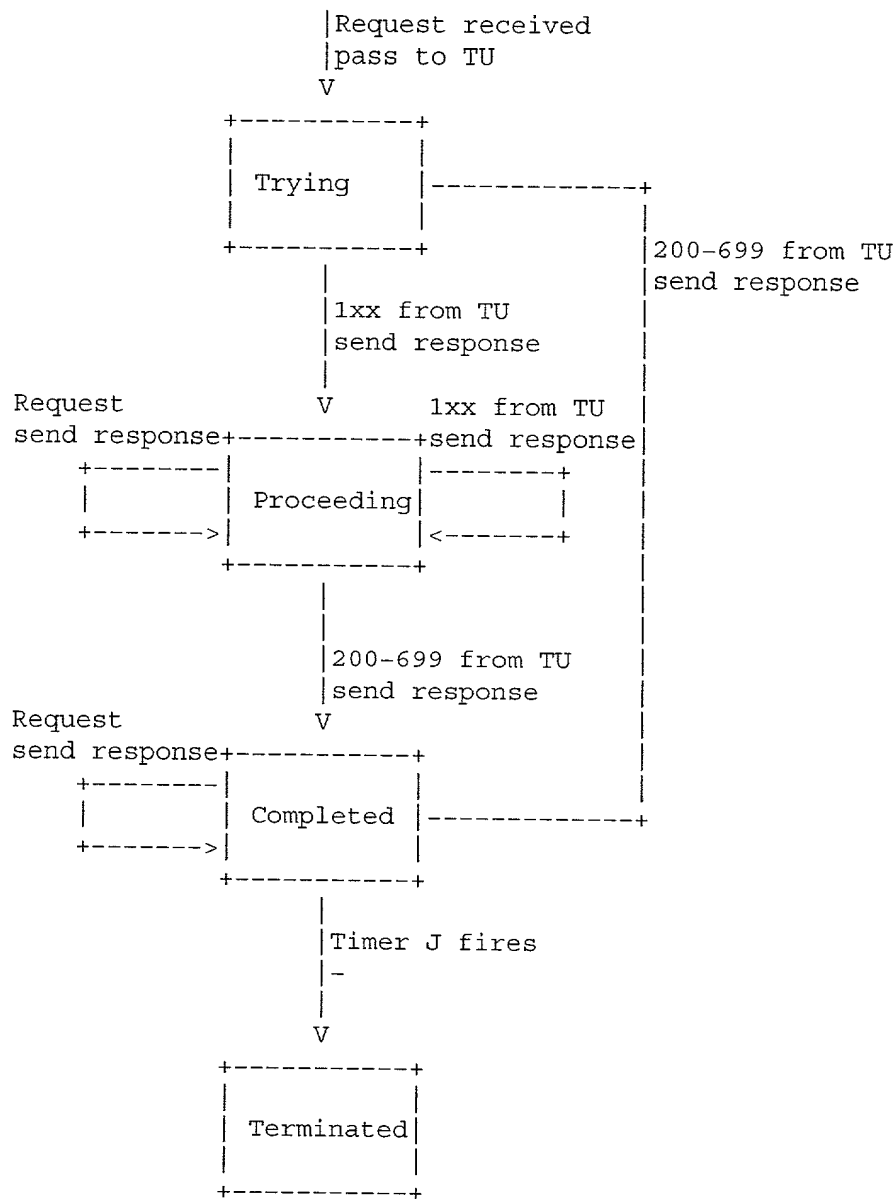 Request received
pass to TU
V
Trying
200-699 from TU
send response
1xx from TU
send response
V
Request
send response
1xx from TU
send response
Proceeding
200-699 from TU
send response
V
Request
send response
Completed
Timer J fires
-
V
Terminated